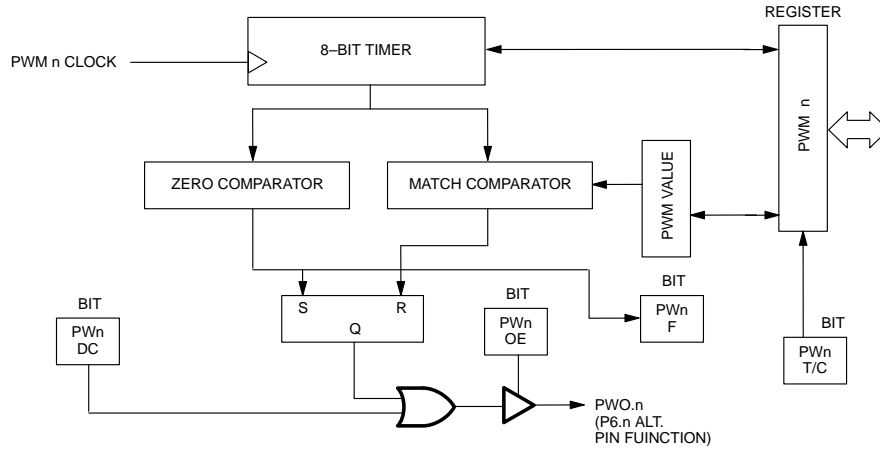 REGISTER
8–BIT TIMER
PWM n CLOCK
PWM n
ZERO COMPARATOR
MATCH COMPARATOR
PWM VALUE
S
R
Q
BIT
PWn
DC
BIT
PWn
OE
BIT
PWn
F
BIT
PWn
T/C
PWO.n
(P6.n ALT.
PIN FUINCTION)